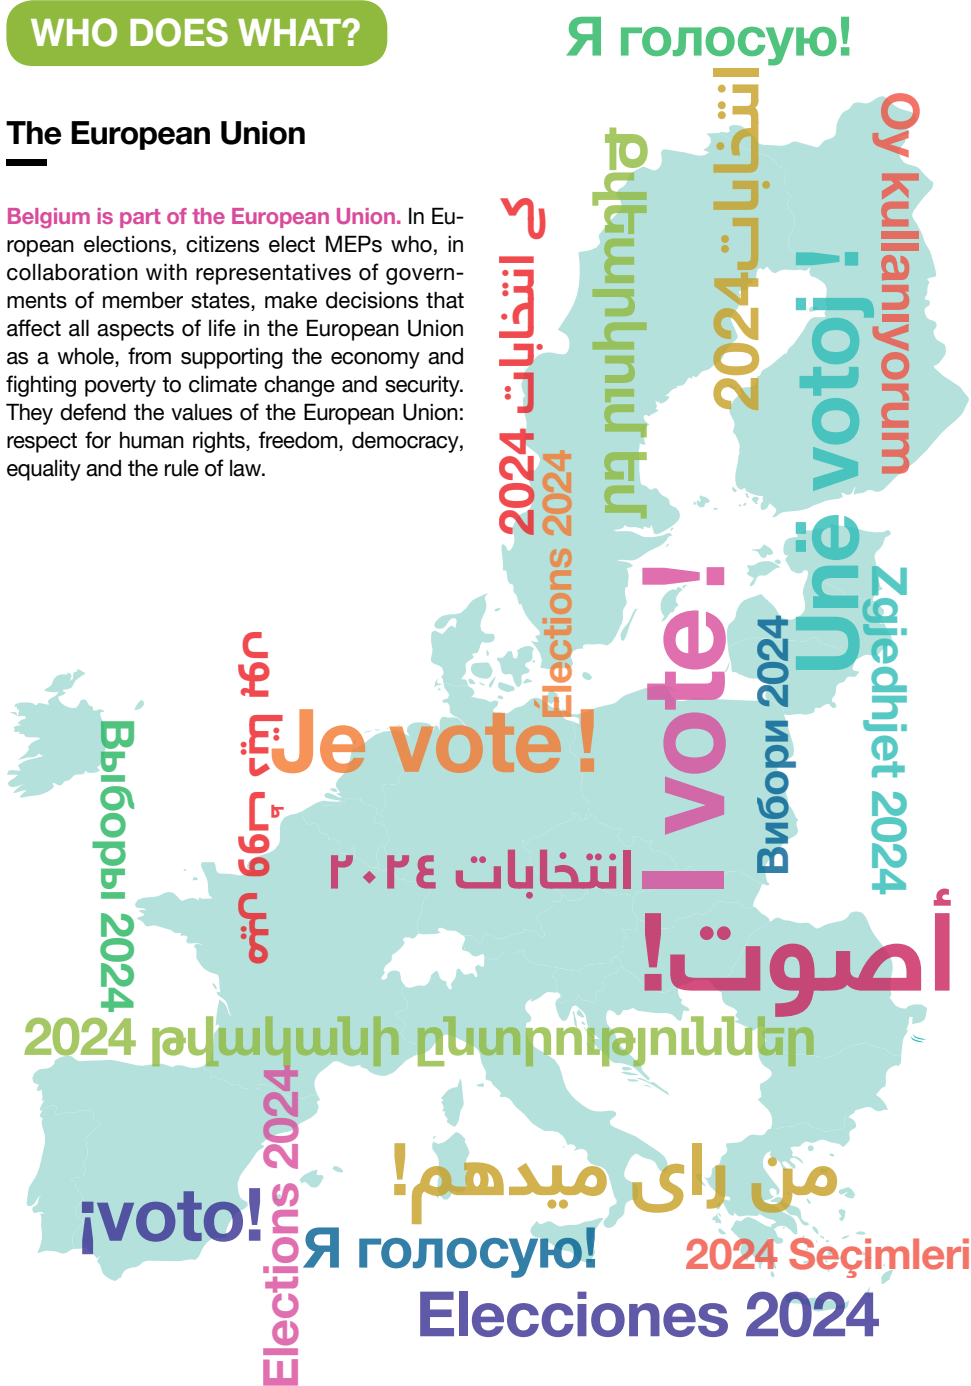 WHO DOES WHAT?
The European Union
Belgium is part of the European Union. In Eu-
ropean elections, citizens elect MEPs who, in
collaboration with representatives of govern-
ments of member states, make decisions that
affect all aspects of life in the European Union
as a whole, from supporting the economy and
fighting poverty to climate change and security.
They defend the values of the European Union:
respect for human rights, freedom, democracy,
equality and the rule of law.
Я голосую!
انتخابات2024
Oy kullanıyorum
کے انتخابات 2024
Unë votoj !
Élections 2024
I vote !
Zgjedhjet 2024
Вибори 2024
Je vote !
Выборы 2024
انتخابات ٢٠٢٤
أصوت!
2024 թվականի ընտրություններ
Elections 2024
من رای میدهم!
¡voto!
Я голосую!
2024 Seçimleri
Elecciones 2024